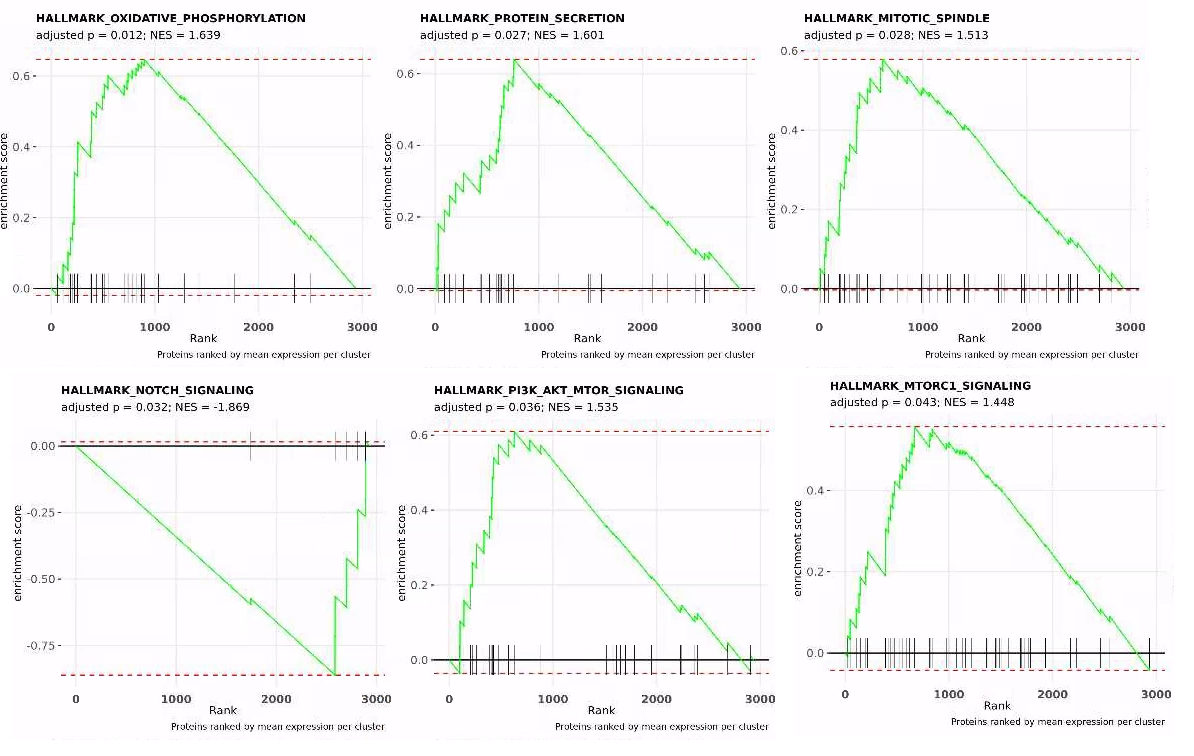 HALLMARK_OXIDATIVE_PHOSPHORYLATION
adjusted p = 0.012; NES = 1.639
enrichment score
0.6
0.4
0.2
0.0
0 1000 2000 3000
Rank
Proteins ranked by mean expression per cluster
HALLMARK_PROTEIN_SECRETION
adjusted p = 0.027; NES = 1.601
enrichment score
0.6
0.4
0.2
0.0
0 1000 2000 3000
Rank
Proteins ranked by mean expression per cluster
HALLMARK_MITOTIC_SPINDLE
adjusted p = 0.028; NES = 1.513
enrichment score
0.6
0.4
0.2
0.0
0 1000 2000 3000
Rank
Proteins ranked by mean expression per cluster
HALLMARK_NOTCH_SIGNALING
adjusted p = 0.032; NES = -1.869
enrichment score
0.00
-0.25
-0.50
-0.75
0 1000 2000 3000
Rank
Proteins ranked by mean expression per cluster
HALLMARK_PI3K_AKT_MTOR_SIGNALING
adjusted p = 0.036; NES = 1.535
enrichment score
0.6
0.4
0.2
0.0
0 1000 2000 3000
Rank
Proteins ranked by mean expression per cluster
HALLMARK_MTORC1_SIGNALING
adjusted p = 0.043; NES = 1.448
enrichment score
0.4
0.2
0.0
0 1000 2000 3000
Rank
Proteins ranked by mean expression per cluster